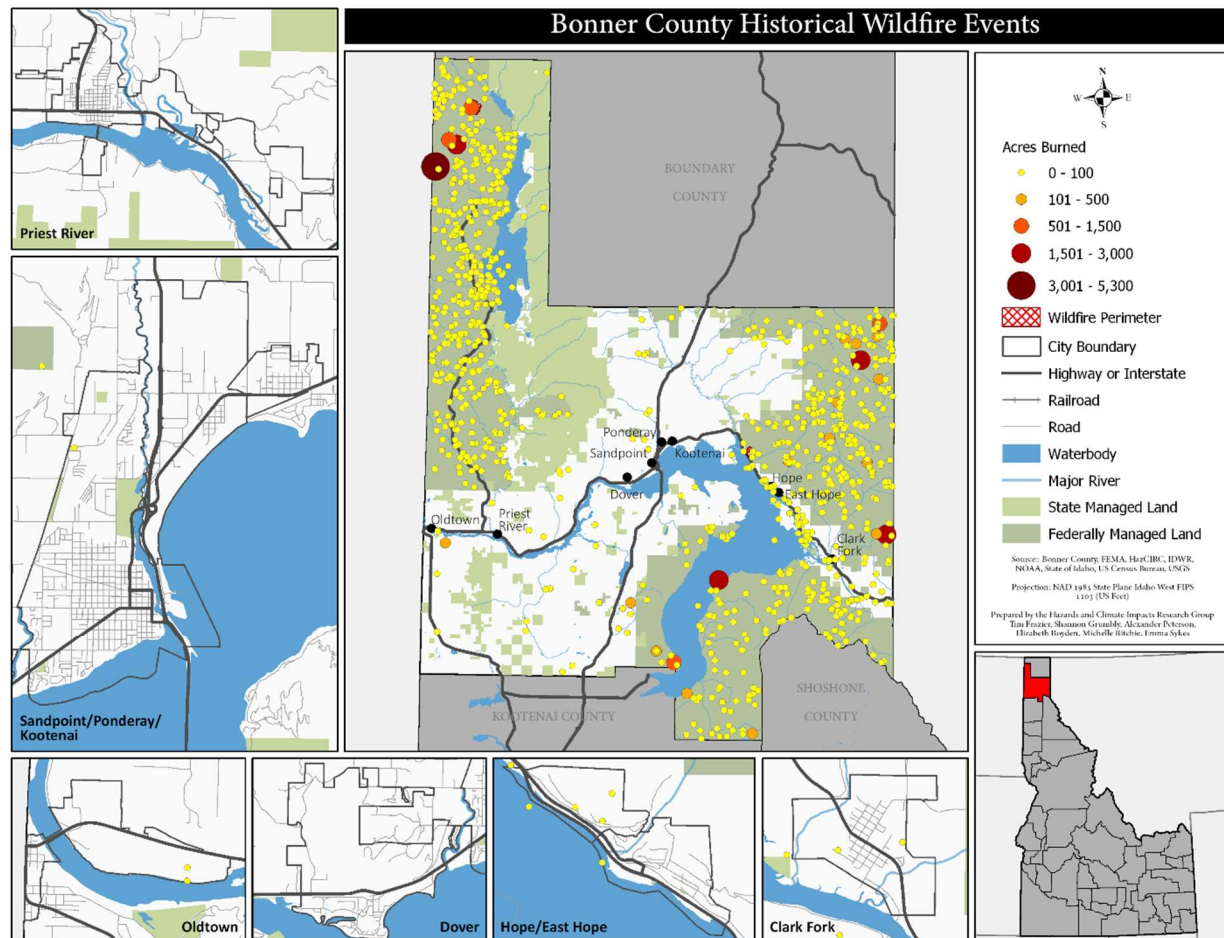 Bonner County Historical Wildfire Events
Priest River
Sandpoint/Ponderay/
Kootenai
BOUNDARY
COUNTY
Ponderay
Sandpoint
Kootenai
Dover
Hope
East Hope
Oldtown
Priest
River
Clark
Fork
KOOTENAI COUNTY
SHOSHONE
COUNTY
N
W
E
S
Acres Burned
0 - 100
101 - 500
501 - 1,500
1,501 - 3,000
3,001 - 5,300
Wildfire Perimeter
City Boundary
Highway or Interstate
Railroad
Road
Waterbody
Major River
State Managed Land
Federally Managed Land
Source: Bonner County, FEMA, HazCIRC, IDWR,
NOAA, State of Idaho, US Census Bureau, USGS
Projection: NAD 1983 State Plane Idaho West FIPS
1103 (US Feet)
Prepared by the Hazards and Climate Impacts Research Group
Tim Frazier, Shannon Grumbly, Alexander Peterson,
Elizabeth Boyden, Michelle Ritchie, Emma Sykes
Oldtown
Dover
Hope/East Hope
Clark Fork